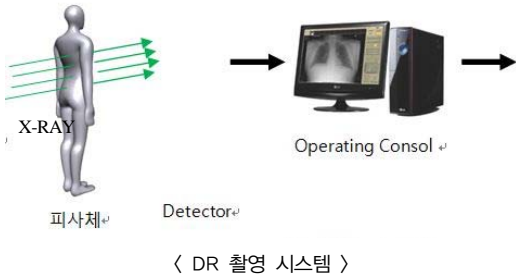 X-RAY
Operating Consol
피사체
Detector
〈 DR 촬영 시스템 〉